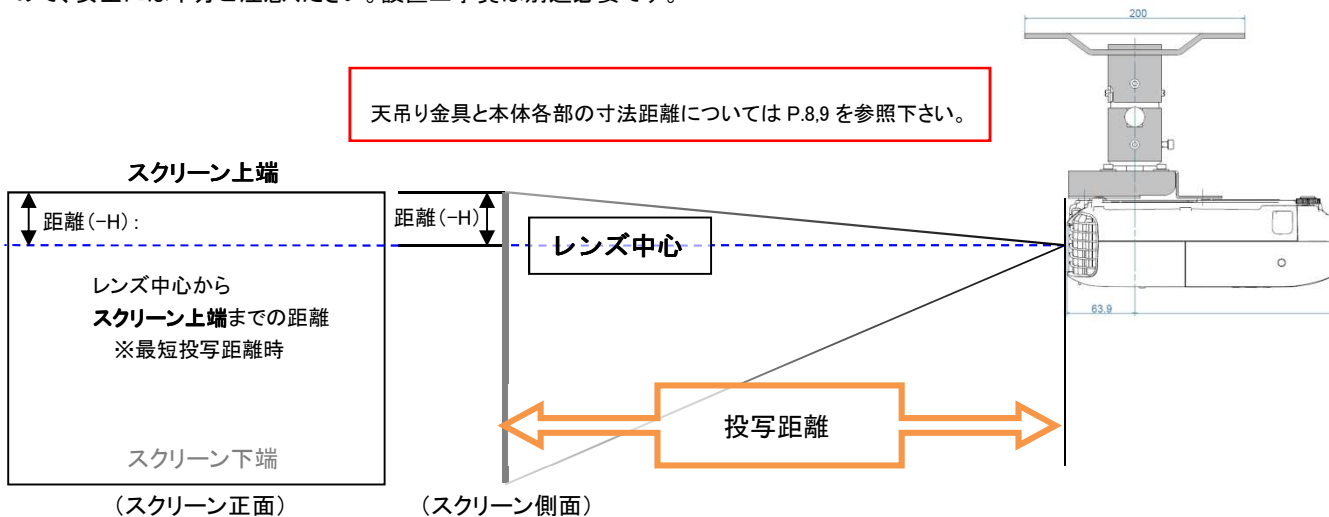 200
天吊り金具と本体各部の寸法距離については P.8,9 を参照下さい。
スクリーン上端
距離(-H):
距離(-H)
レンズ中心
レンズ中心から
スクリーン上端までの距離
※最短投写距離時
63.9
投写距離
スクリーン下端
(スクリーン正面)
(スクリーン側面)